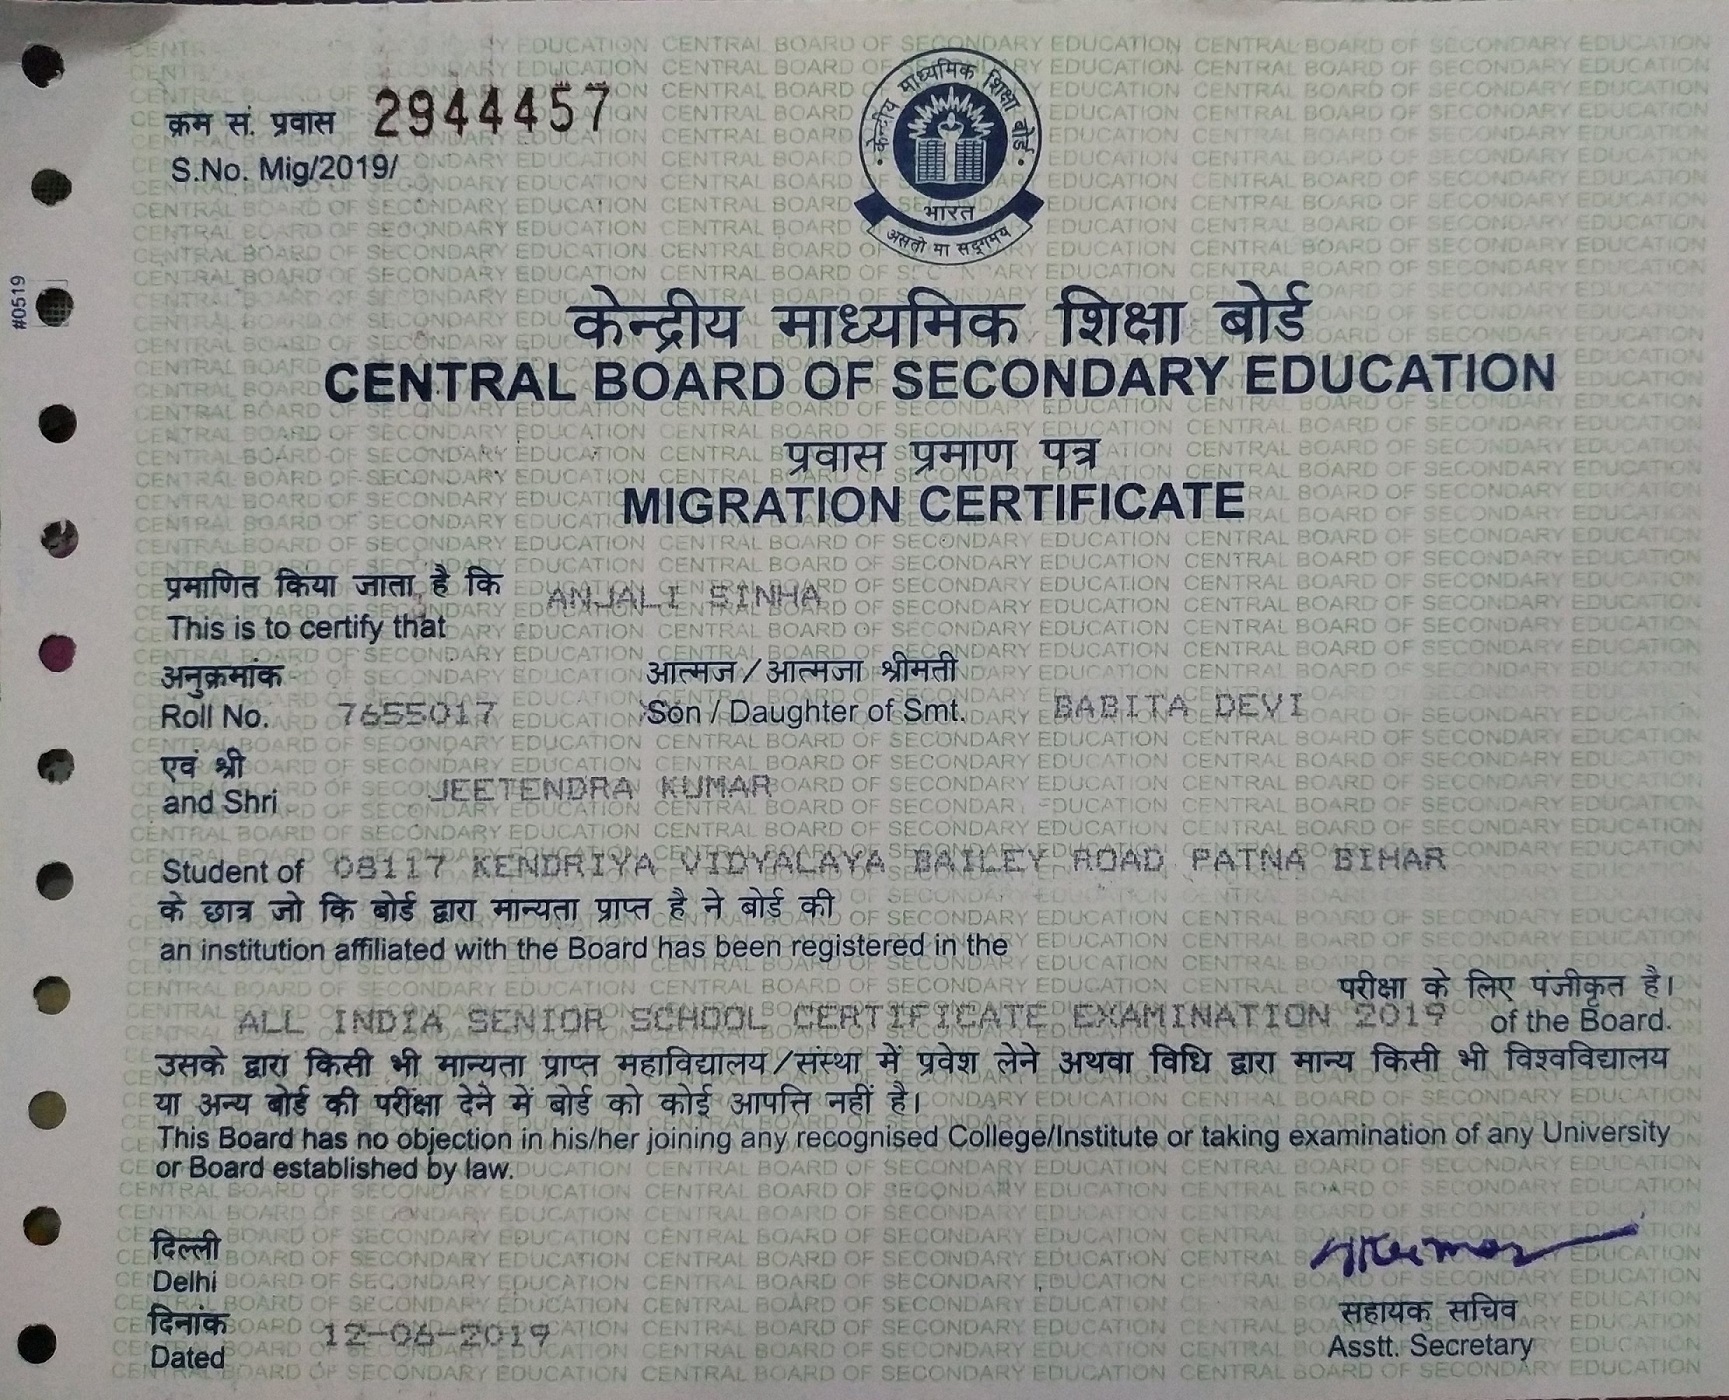 क्रम सं. प्रवास 2944457
S.No. Mig/2019/
केन्द्रीय माध्यमिक शिक्षा बोर्ड
भारत
असतो मा सद्गमय
#0519
केन्द्रीय माध्यमिक शिक्षा बोर्ड
CENTRAL BOARD OF SECONDARY EDUCATION
प्रवास प्रमाण पत्र
MIGRATION CERTIFICATE
प्रमाणित किया जाता है कि ANJALI SINHA
This is to certify that
अनुक्रमांक आत्मज / आत्मजा श्रीमती
Roll No. 7655017 Son / Daughter of Smt. BABITA DEVI
एवं श्री
and Shri JEETENDRA KUMAR
Student of 08117 KENDRIYA VIDYALAYA BAILEY ROAD PATNA BIHAR
के छात्र जो कि बोर्ड द्वारा मान्यता प्राप्त है ने बोर्ड की
an institution affiliated with the Board has been registered in the
परीक्षा के लिए पंजीकृत है।
ALL INDIA SENIOR SCHOOL CERTIFICATE EXAMINATION 2019 of the Board.
उसके द्वारा किसी भी मान्यता प्राप्त महाविद्यालय/संस्था में प्रवेश लेने अथवा विधि द्वारा मान्य किसी भी विश्वविद्यालय
या अन्य बोर्ड की परीक्षा देने में बोर्ड को कोई आपत्ति नहीं है।
This Board has no objection in his/her joining any recognised College/Institute or taking examination of any University
or Board established by law.
दिल्ली
Delhi
दिनांक 12-06-2019
Dated
सहायक सचिव
Asstt. Secretary